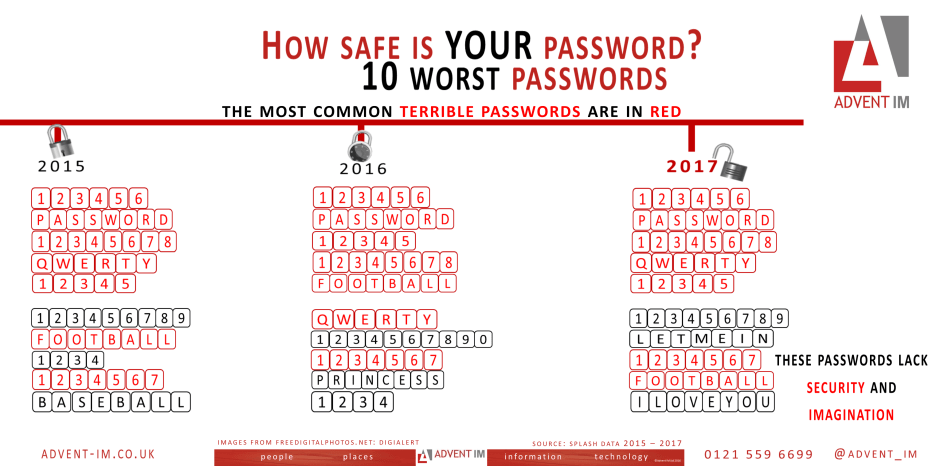 HOW SAFE IS YOUR PASSWORD?
10 WORST PASSWORDS
THE MOST COMMON TERRIBLE PASSWORDS ARE IN RED
ADVENT IM
2015
123456
PASSWORD
12345678
QWERTY
12345
123456789
FOOTBALL
1234
1234567
BASEBALL
2016
123456
PASSWORD
12345
12345678
FOOTBALL
QWERTY
1234567890
1234567
PRINCESS
1234
2017
123456
PASSWORD
12345678
QWERTY
12345
123456789
LETMEIN
1234567
FOOTBALL
ILOVEYOU
THESE PASSWORDS LACK
SECURITY AND
IMAGINATION
ADVENT-IM.CO.UK
IMAGES FROM FREEDIGITALPHOTOS.NET: DIGIALERT
SOURCE: SPLASH DATA 2015 – 2017
people places ADVENT IM information technology
0121 559 6699
@ADVENT_IM